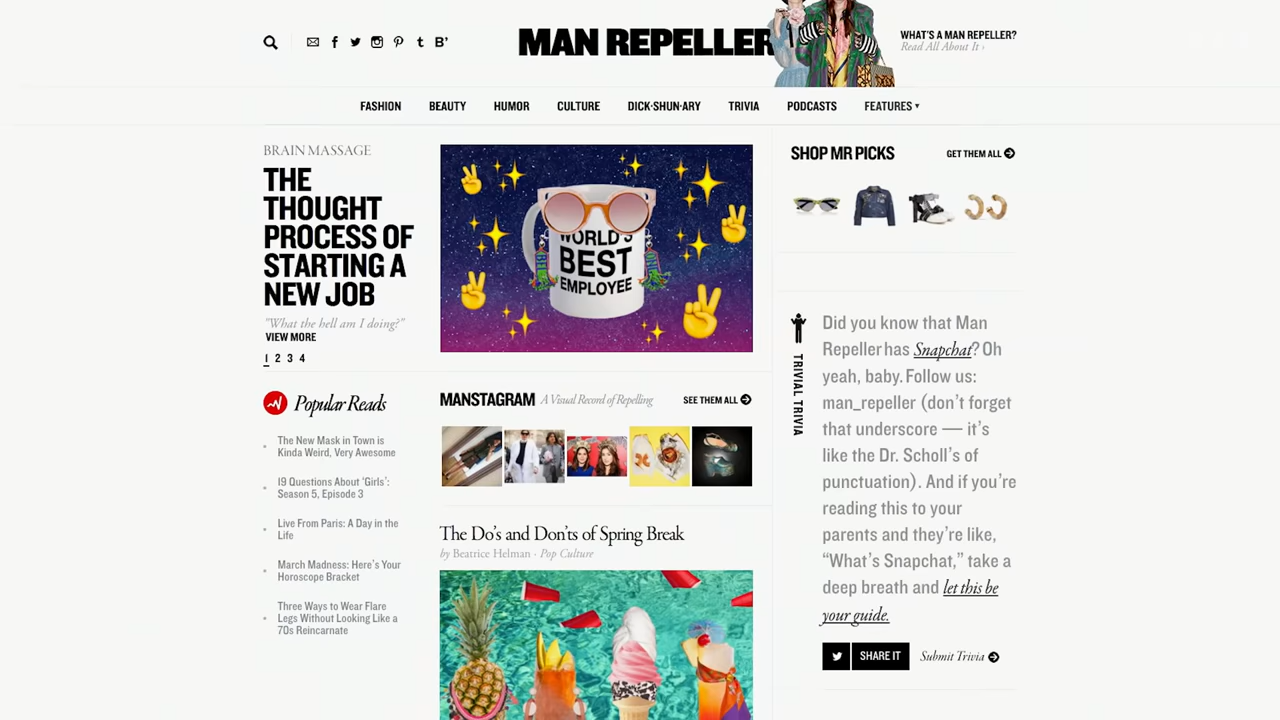 MAN REPELLER
WHAT'S A MAN REPELLER?
Read All About It ›
FASHION BEAUTY HUMOR CULTURE DICK·SHUN·ARY TRIVIA PODCASTS FEATURES ▾
BRAIN MASSAGE
THE
THOUGHT
PROCESS OF
STARTING A
NEW JOB
"What the hell am I doing?"
VIEW MORE
1 2 3 4
WORLD'S
BEST
EMPLOYEE
SHOP MR PICKS
GET THEM ALL
Popular Reads
The New Mask in Town is
Kinda Weird, Very Awesome
19 Questions About 'Girls':
Season 5, Episode 3
Live From Paris: A Day in the
Life
March Madness: Here's Your
Horoscope Bracket
Three Ways to Wear Flare
Legs Without Looking Like a
70s Reincarnate
MANSTAGRAM A Visual Record of Repelling SEE THEM ALL
The Do's and Don'ts of Spring Break
by Beatrice Helman · Pop Culture
TRIVIAL TRIVIA
Did you know that Man
Repeller has Snapchat? Oh
yeah, baby. Follow us:
man_repeller (don't forget
that underscore — it's
like the Dr. Scholl's of
punctuation). And if you're
reading this to your
parents and they're like,
“What's Snapchat,” take a
deep breath and let this be
your guide.
SHARE IT Submit Trivia